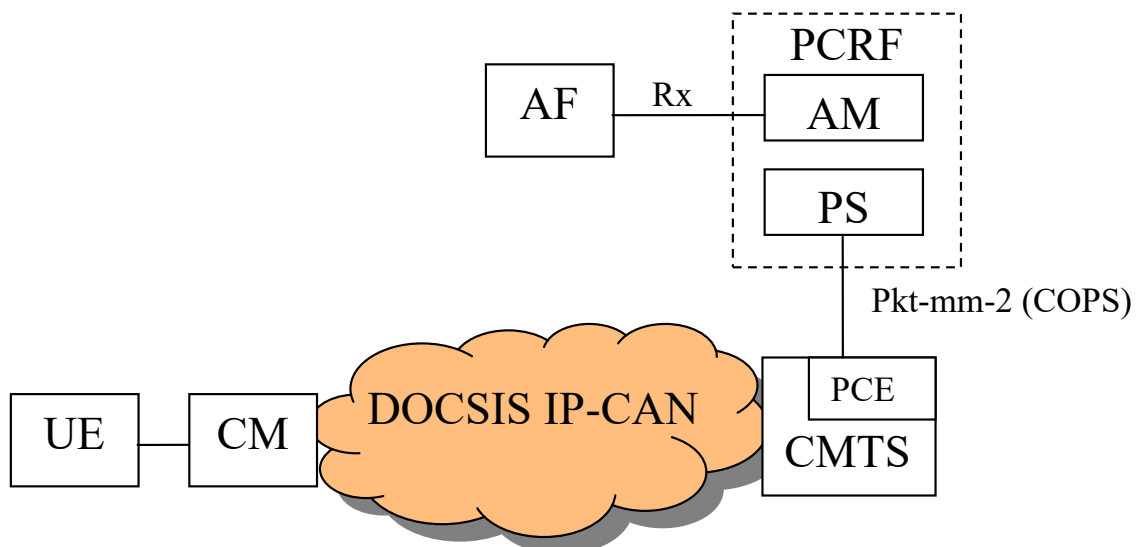 PCRF
AF
Rx
AM
PS
Pkt-mm-2 (COPS)
DOCSIS IP-CAN
PCE
UE
CM
CMTS